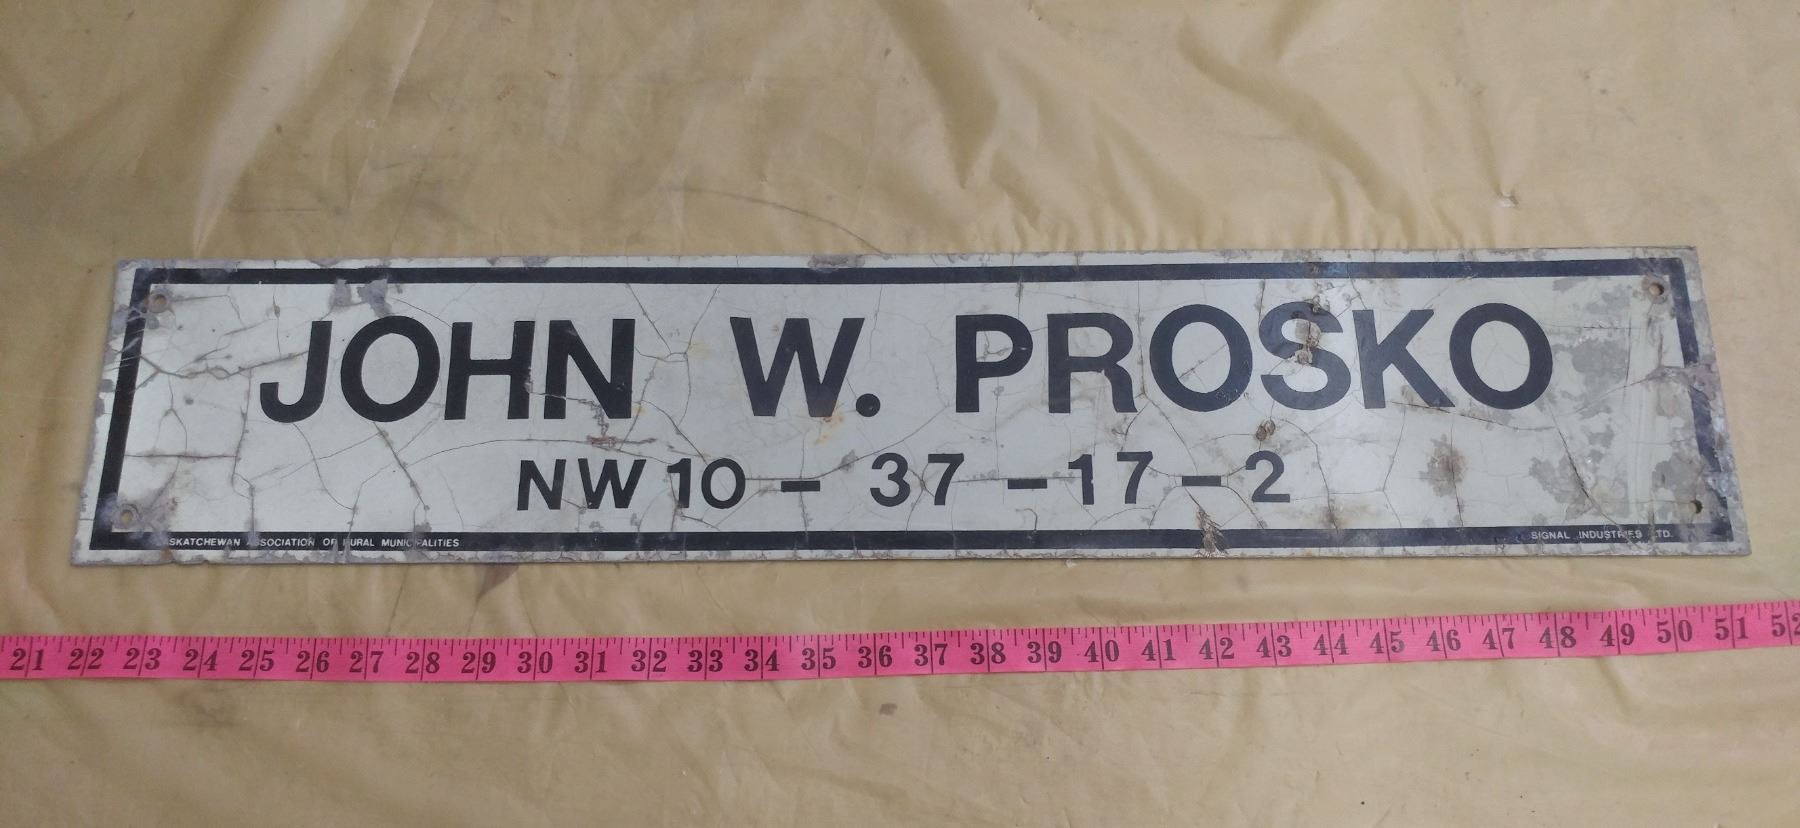 JOHN W. PROSKO
NW 10 - 37 - 17 - 2
SASKATCHEWAN ASSOCIATION OF RURAL MUNICIPALITIES
SIGNAL INDUSTRIES LTD.
21 22 23 24 25 26 27 28 29 30 31 32 33 34 35 36 37 38 39 40 41 42 43 44 45 46 47 48 49 50 51 52